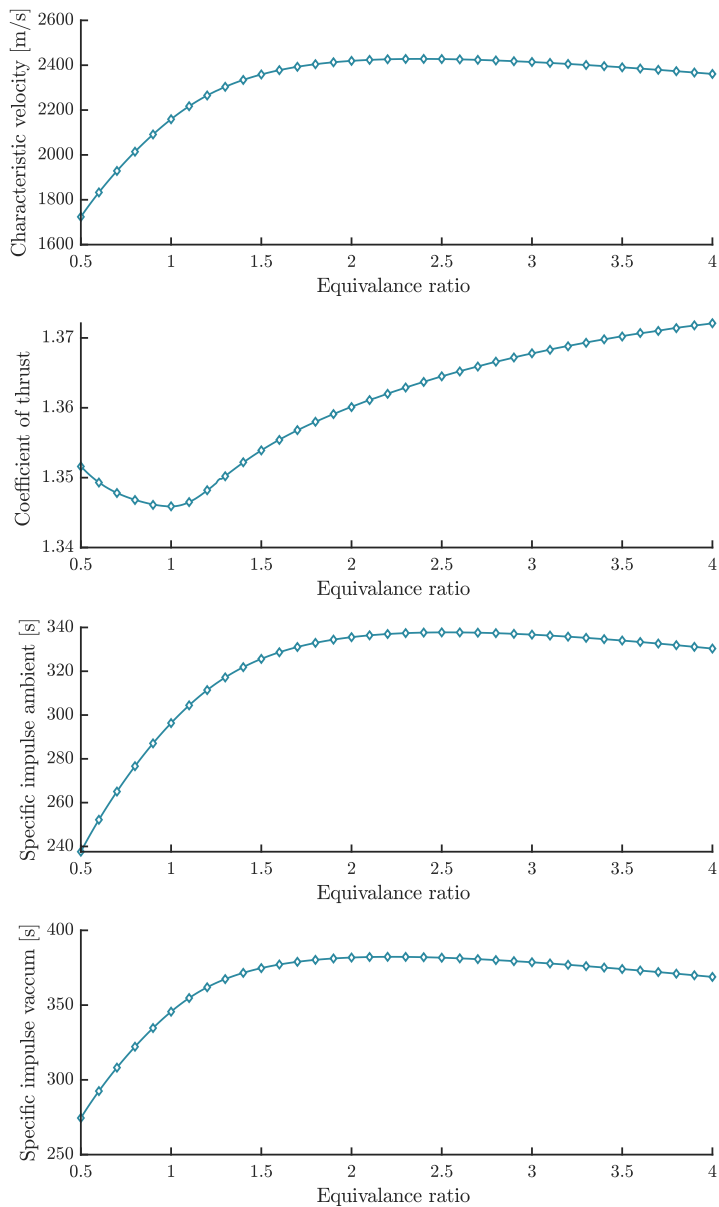 Characteristic velocity [m/s]
2600
2400
2200
2000
1800
1600
0.5 1 1.5 2 2.5 3 3.5 4
Equivalance ratio
Coefficient of thrust
1.37
1.36
1.35
1.34
0.5 1 1.5 2 2.5 3 3.5 4
Equivalance ratio
Specific impulse ambient [s]
340
320
300
280
260
240
0.5 1 1.5 2 2.5 3 3.5 4
Equivalance ratio
Specific impulse vaccum [s]
400
350
300
250
0.5 1 1.5 2 2.5 3 3.5 4
Equivalance ratio